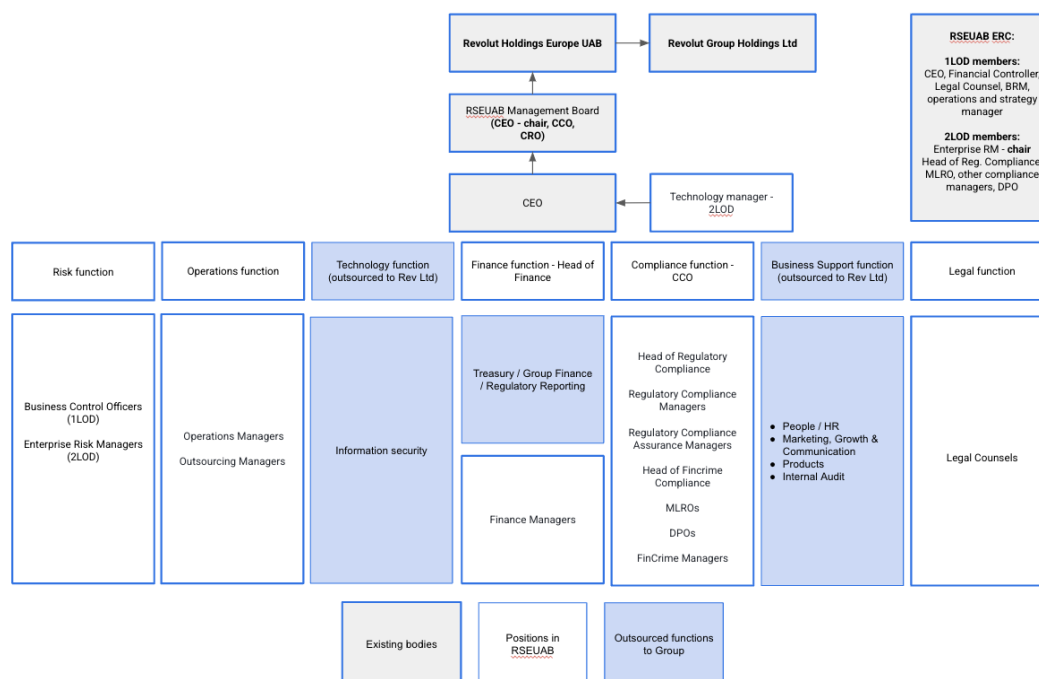 Revolut Holdings Europe UAB
Revolut Group Holdings Ltd
RSEUAB ERC:
1LOD members:
CEO, Financial Controller,
Legal Counsel, BRM,
operations and strategy
manager
2LOD members:
Enterprise RM - chair
Head of Reg. Compliance
MLRO, other compliance
managers, DPO
RSEUAB Management Board
(CEO - chair, CCO,
CRO)
CEO
Technology manager -
2LOD
Risk function
Operations function
Technology function
(outsourced to Rev Ltd)
Finance function - Head of
Finance
Compliance function -
CCO
Business Support function
(outsourced to Rev Ltd)
Legal function
Business Control Officers
(1LOD)
Enterprise Risk Managers
(2LOD)
Operations Managers
Outsourcing Managers
Information security
Treasury / Group Finance
/ Regulatory Reporting
Finance Managers
Head of Regulatory
Compliance
Regulatory Compliance
Managers
Regulatory Compliance
Assurance Managers
Head of Fincrime
Compliance
MLROs
DPOs
FinCrime Managers
● People / HR
● Marketing, Growth &
Communication
● Products
● Internal Audit
Legal Counsels
Existing bodies
Positions in
RSEUAB
Outsourced functions
to Group